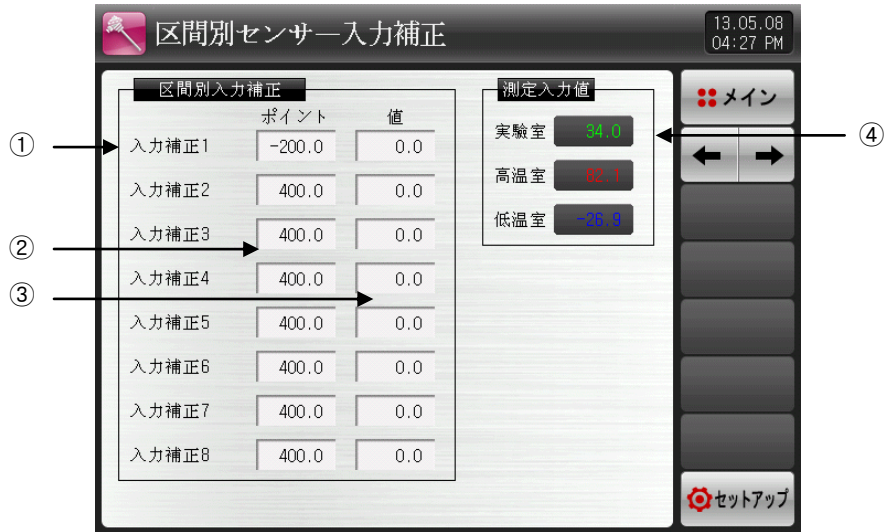 区間別センサー入力補正
13.05.08
04:27 PM
区間別入力補正
ポイント 値
① 入力補正1 -200.0 0.0
入力補正2 400.0 0.0
② 入力補正3 400.0 0.0
③ 入力補正4 400.0 0.0
入力補正5 400.0 0.0
入力補正6 400.0 0.0
入力補正7 400.0 0.0
入力補正8 400.0 0.0
測定入力値
実験室 34.0
④
高温室 82.1
低温室 -26.9
メイン
セットアップ